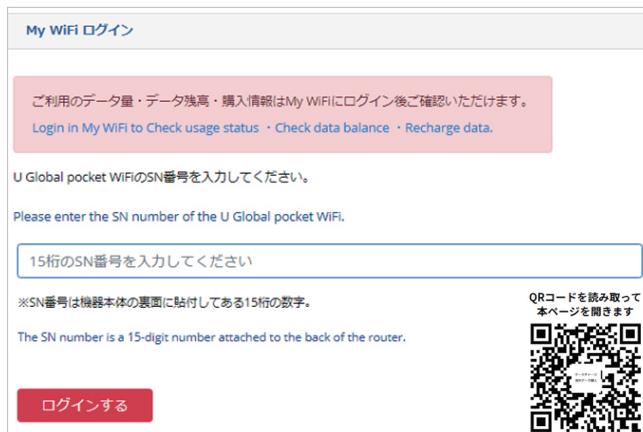 My WiFi ログイン
ご利用のデータ量・データ残高・購入情報はMy WiFiにログイン後ご確認いただけます。
Login in My WiFi to Check usage status ・Check data balance ・Recharge data.
U Global pocket WiFiのSN番号を入力してください。
Please enter the SN number of the U Global pocket WiFi.
15桁のSN番号を入力してください
※SN番号は機器本体の裏面に貼付してある15桁の数字。
The SN number is a 15-digit number attached to the back of the router.
QRコードを読み取って
本ページを開きます
ログインする